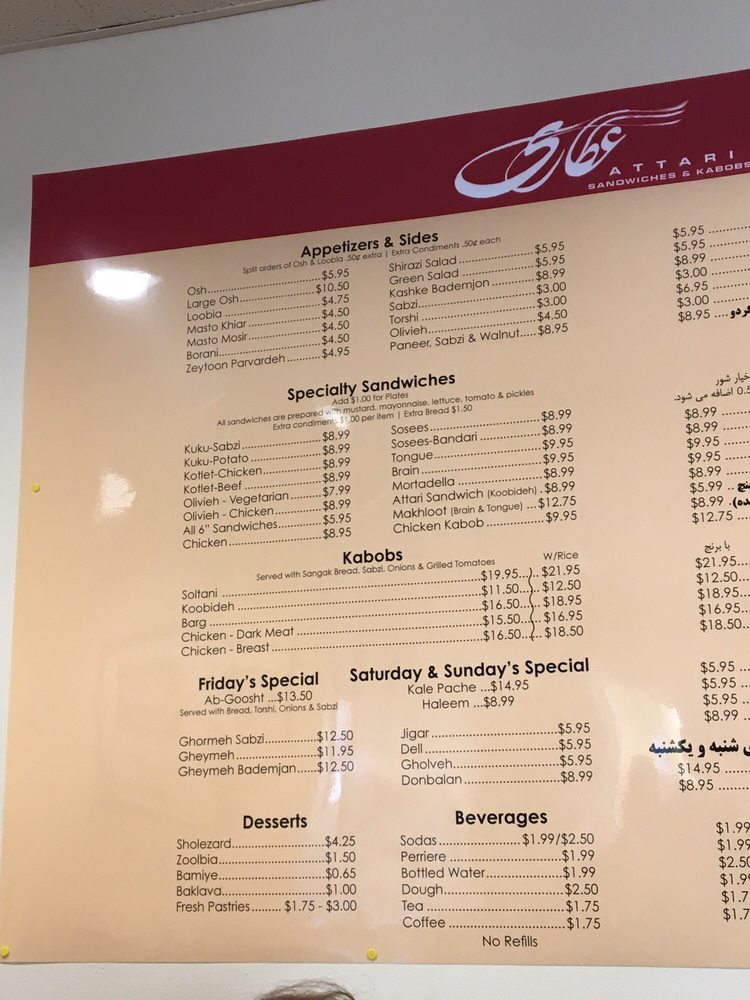 عطاری
ATTARI
SANDWICHES & KABOBS
Appetizers & Sides
Split orders of Osh & Loobia .50¢ extra | Extra Condiments .50¢ each
Osh $5.95
Large Osh $10.50
Loobia $4.75
Masto Khiar $4.50
Masto Mosir $4.50
Borani $4.50
Zeytoon Parvardeh $4.95
Shirazi Salad $5.95
Green Salad $5.95
Kashke Bademjon $8.99
Sabzi $3.00
Torshi $3.00
Olivieh $4.50
Paneer, Sabzi & Walnut $8.95
Specialty Sandwiches
Add $1.00 for Plates
All sandwiches are prepared with mustard, mayonnaise, lettuce, tomato & pickles
Extra condiments $1.00 per item | Extra Bread $1.50
Kuku-Sabzi $8.99
Kuku-Potato $8.99
Kotlet-Chicken $8.99
Kotlet-Beef $8.99
Olivieh - Vegetarian $7.99
Olivieh - Chicken $8.99
All 6" Sandwiches $5.95
Chicken $8.95
Sosees $8.99
Sosees-Bandari $8.99
Tongue $9.95
Brain $9.95
Mortadella $8.99
Attari Sandwich (Koobideh) $8.99
Makhloot (Brain & Tongue) $12.75
Chicken Kabob $9.95
Kabobs
Served with Sangak Bread, Sabzi, Onions & Grilled Tomatoes
W/Rice
Soltani $19.95 $21.95
Koobideh $11.50 $12.50
Barg $16.50 $18.95
Chicken - Dark Meat $15.50 $16.95
Chicken - Breast $16.50 $18.50
Friday's Special
Ab-Goosht ...$13.50
Served with Bread, Torshi, Onions & Sabzi
Ghormeh Sabzi $12.50
Gheymeh $11.95
Gheymeh Bademjan $12.50
Saturday & Sunday's Special
Kale Pache ...$14.95
Haleem ...$8.99
Jigar $5.95
Dell $5.95
Gholveh $5.95
Donbalan $8.99
Desserts
Sholezard $4.25
Zoolbia $1.50
Bamiye $0.65
Baklava $1.00
Fresh Pastries $1.75 - $3.00
Beverages
Sodas $1.99/$2.50
Perriere $1.99
Bottled Water $1.99
Dough $2.50
Tea $1.75
Coffee $1.75
No Refills
$5.95
$5.95
$8.99
$3.00
$6.95
$3.00
$8.95
خیار شور
اضافه می شود.
$8.99
$8.99
$9.95
$9.95
$8.99
$5.99
$8.99
$12.75
با برنج
$21.95
$12.50
$18.95
$16.95
$18.50
$5.95
$5.95
$5.95
$8.99
شنبه و یکشنبه
$14.95
$8.95
$1.99
$1.99